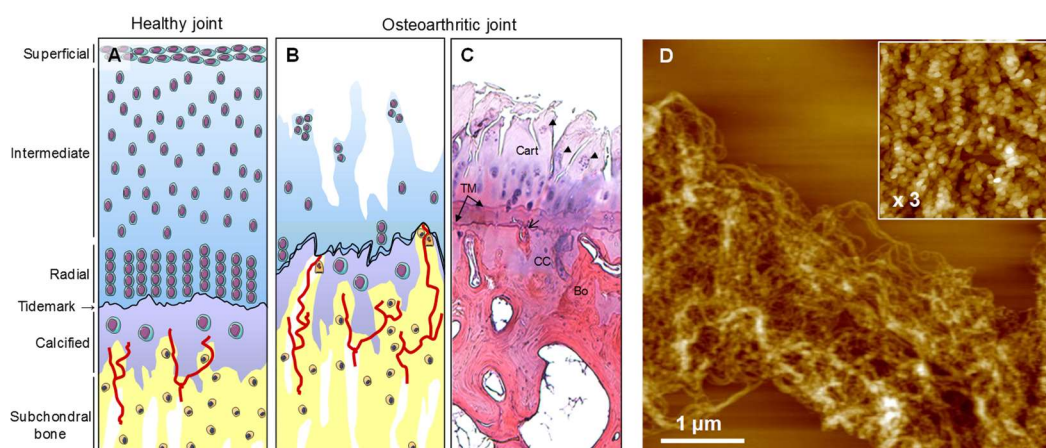 Healthy joint
Osteoarthritic joint
Superficial
Intermediate
Radial
Tidemark
Calcified
Subchondral
bone
A
B
C
Cart
TM
CC
Bo
D
x 3
1 µm